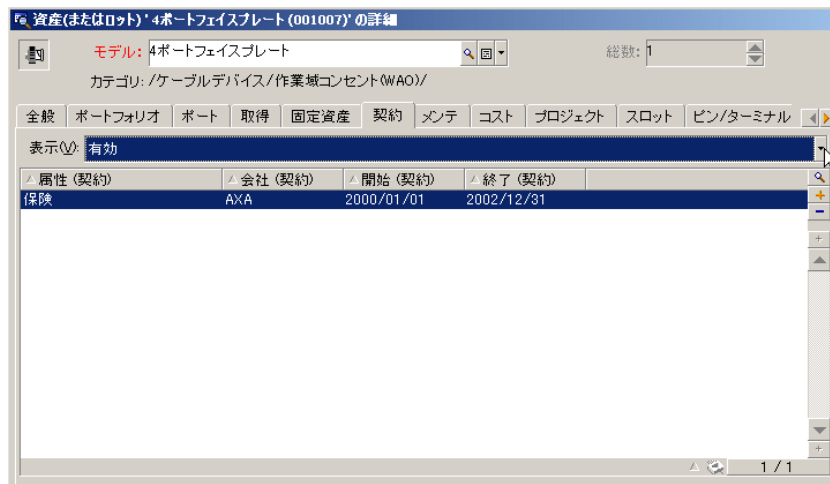 資産(またはロット) '4ポートフェイスプレート (001007)' の詳細
モデル: 4ポートフェイスプレート 総数: 1
カテゴリ: /ケーブルデバイス/作業域コンセント(WAO)/
全般 ポートフォリオ ポート 取得 固定資産 契約 メンテ コスト プロジェクト スロット ピン/ターミナル
表示(V): 有効
属性 (契約) 会社 (契約) 開始 (契約) 終了 (契約)
保険 AXA 2000/01/01 2002/12/31
1 / 1